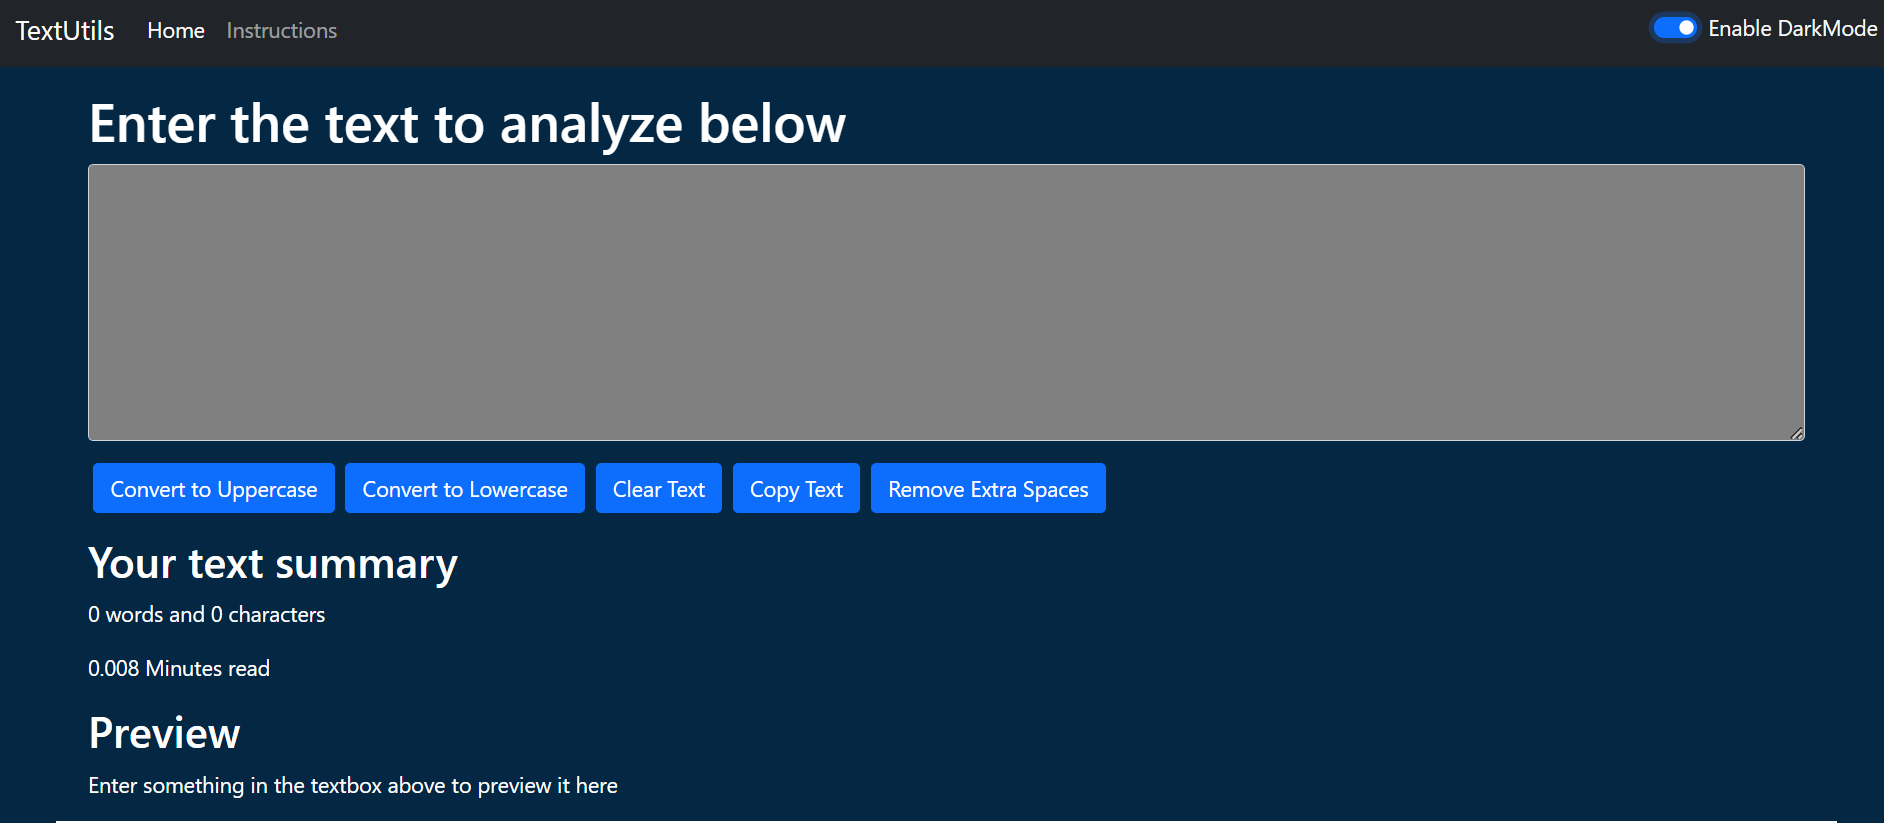 TextUtils Home Instructions Enable DarkMode
Enter the text to analyze below
Convert to Uppercase Convert to Lowercase Clear Text Copy Text Remove Extra Spaces
Your text summary
0 words and 0 characters
0.008 Minutes read
Preview
Enter something in the textbox above to preview it here